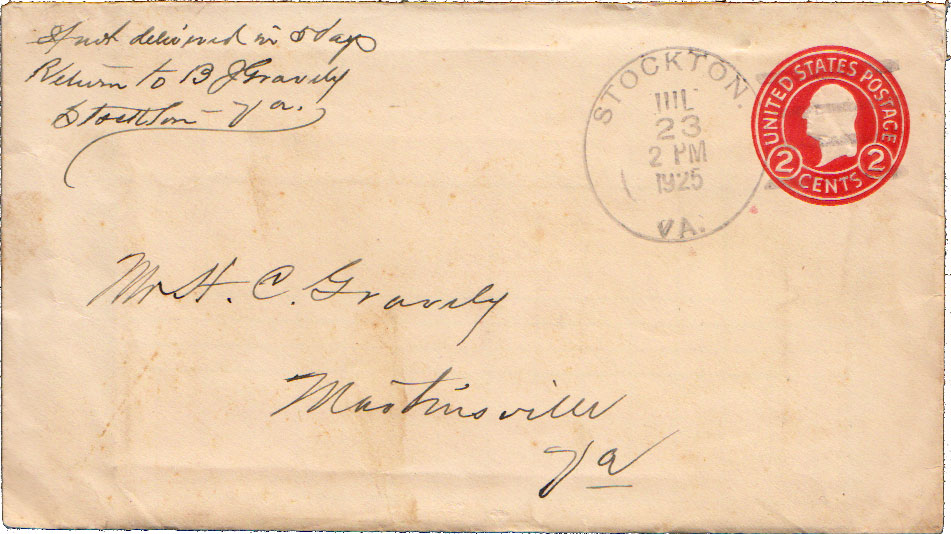 If not delivered in 5 days
Return to B J Gravely
Stockton - Va.
STOCKTON.
JUL
23
2 PM
1925
VA.
UNITED STATES POSTAGE
2 CENTS 2
Mr H. C. Gravely
Martinsville
Va